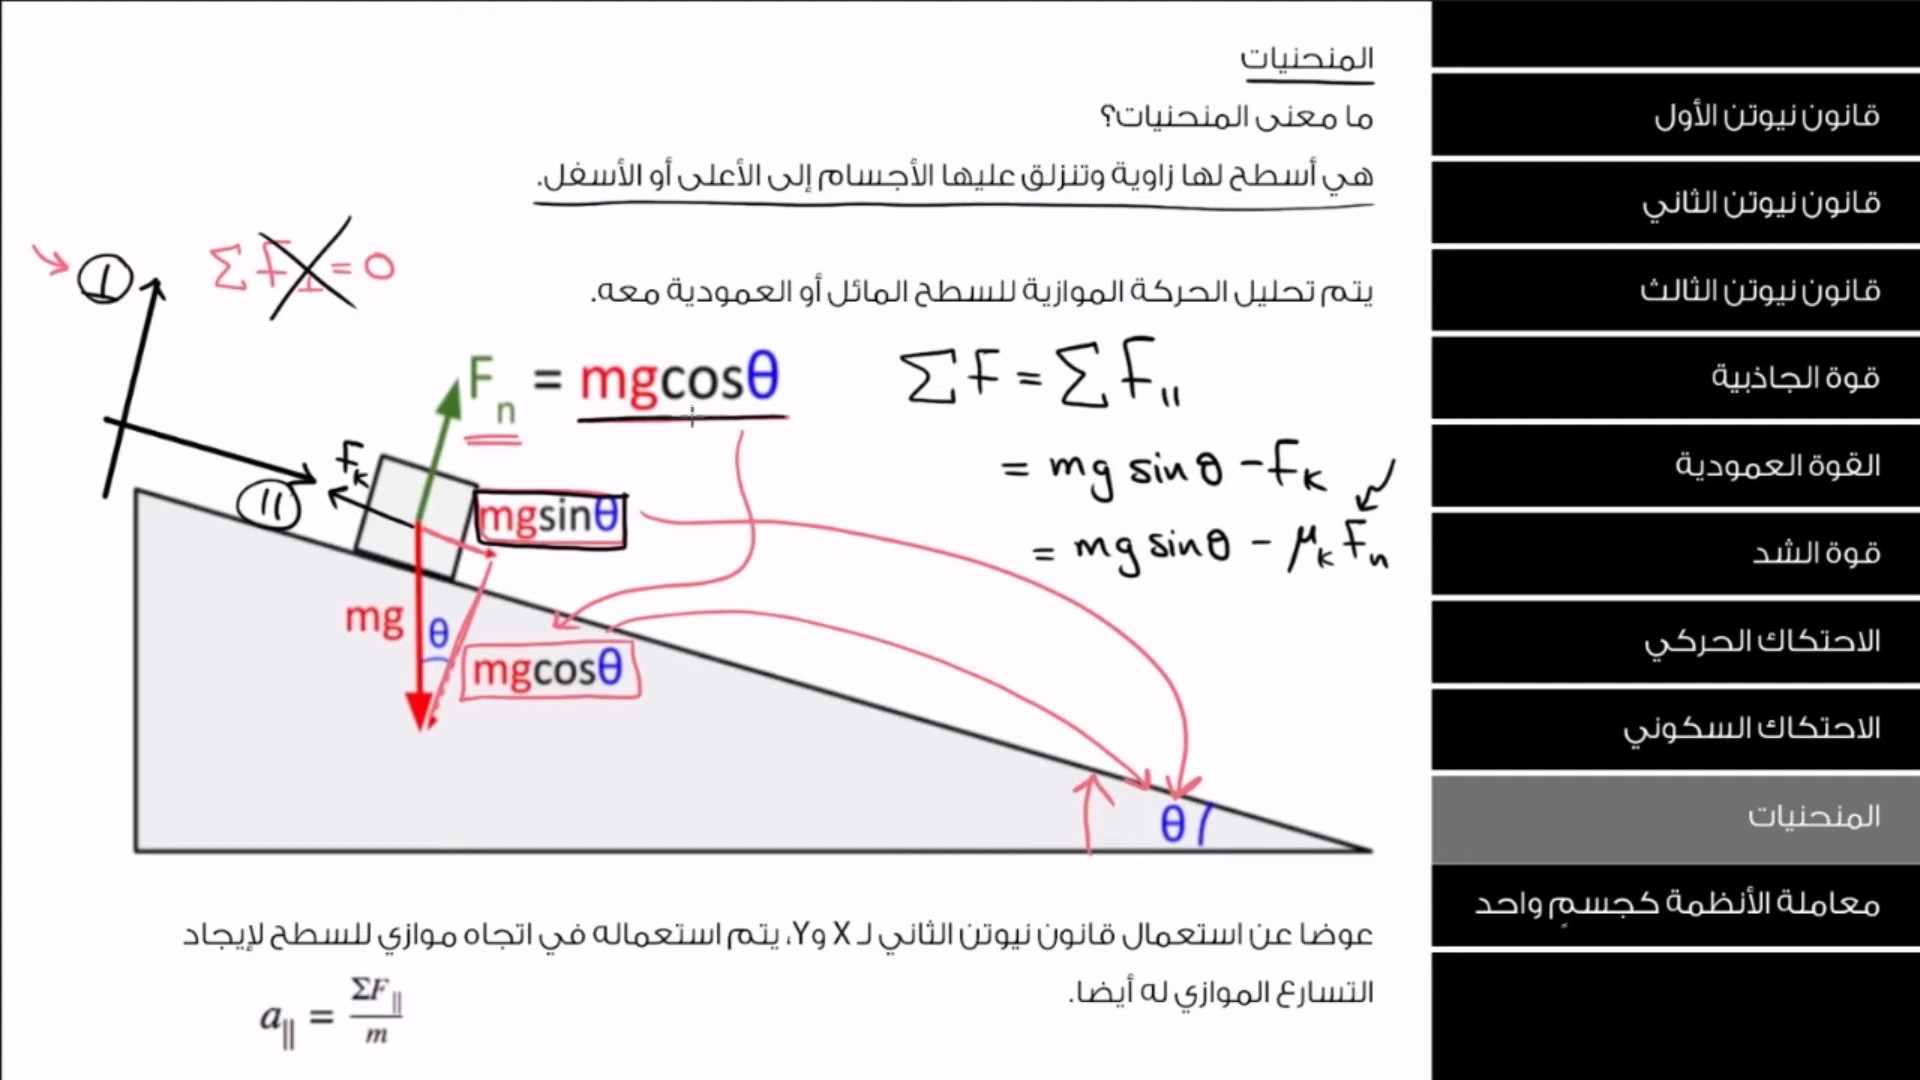 المنحنيات
ما معنى المنحنيات؟
هي أسطح لها زاوية وتنزلق عليها الأجسام إلى الأعلى أو الأسفل.
⊥
ΣF⊥ = 0
يتم تحليل الحركة الموازية للسطح المائل أو العمودية معه.
Fn = mgcosθ
ΣF = ΣF||
= mg sinθ - Fk
= mg sinθ - μk Fn
Fk
||
mgsinθ
mg
θ
mgcosθ
θ
عوضا عن استعمال قانون نيوتن الثاني لـ X وY، يتم استعماله في اتجاه موازي للسطح لإيجاد
التسارع الموازي له أيضا.
a|| = ΣF|| / m
قانون نيوتن الأول
قانون نيوتن الثاني
قانون نيوتن الثالث
قوة الجاذبية
القوة العمودية
قوة الشد
الاحتكاك الحركي
الاحتكاك السكوني
المنحنيات
معاملة الأنظمة كجسمٍ واحد